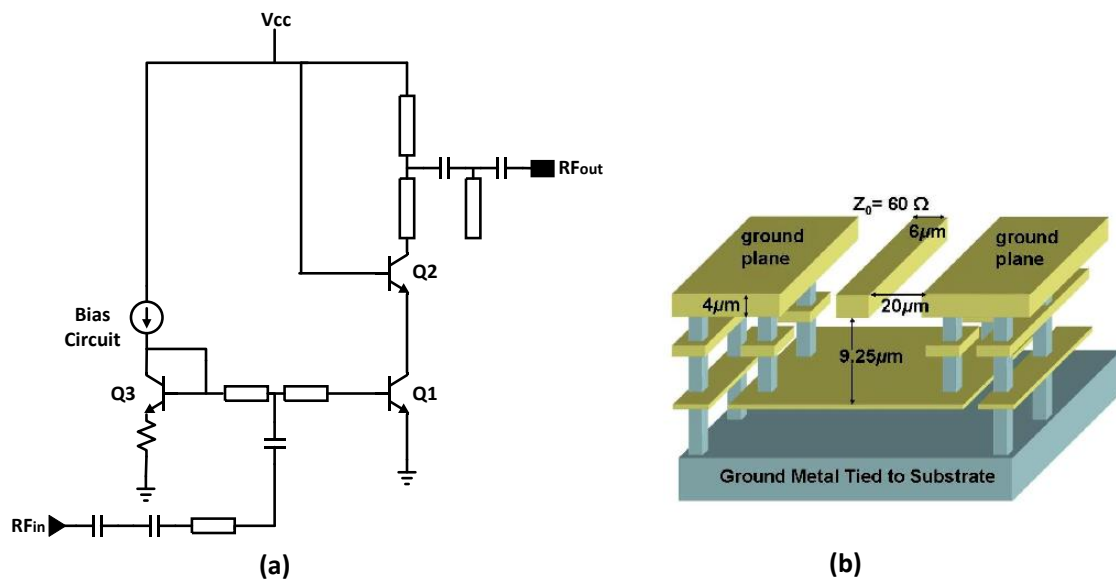 Vcc
RFout
Q2
Bias
Circuit
Q3
Q1
RFin
(a)
Z0= 60 Ω
6μm
ground
plane
ground
plane
4μm
20μm
9.25μm
Ground Metal Tied to Substrate
(b)